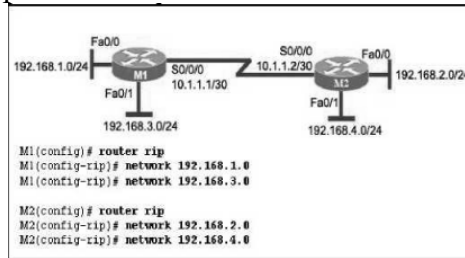 Fa0/0
S0/0/0
Fa0/0
192.168.1.0/24
M1
S0/0/0
10.1.1.2/30
192.168.2.0/24
10.1.1.1/30
M2
Fa0/1
Fa0/1
192.168.3.0/24
192.168.4.0/24
M1(config)# router rip
M1(config-rip)# network 192.168.1.0
M1(config-rip)# network 192.168.3.0
M2(config)# router rip
M2(config-rip)# network 192.168.2.0
M2(config-rip)# network 192.168.4.0